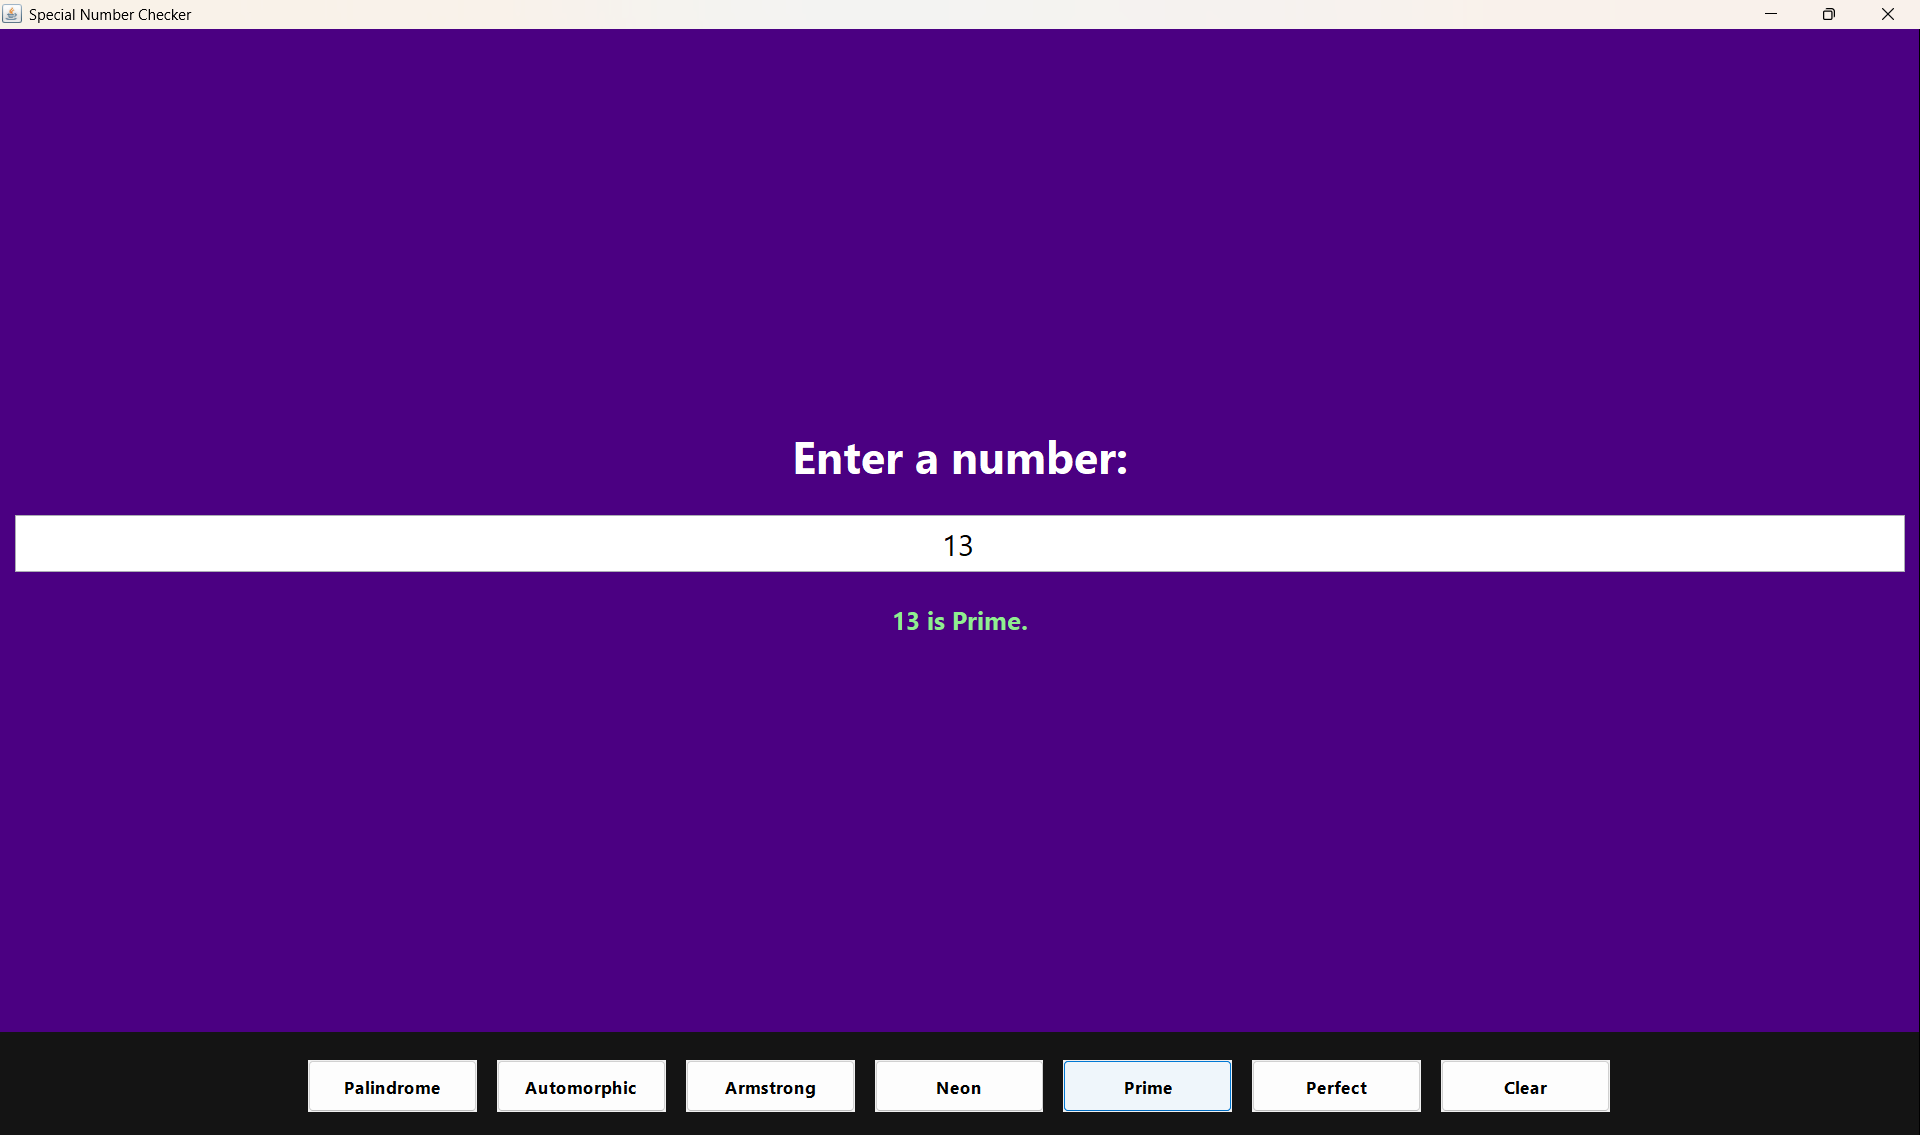 Special Number Checker
Enter a number:
13
13 is Prime.
Palindrome Automorphic Armstrong Neon Prime Perfect Clear